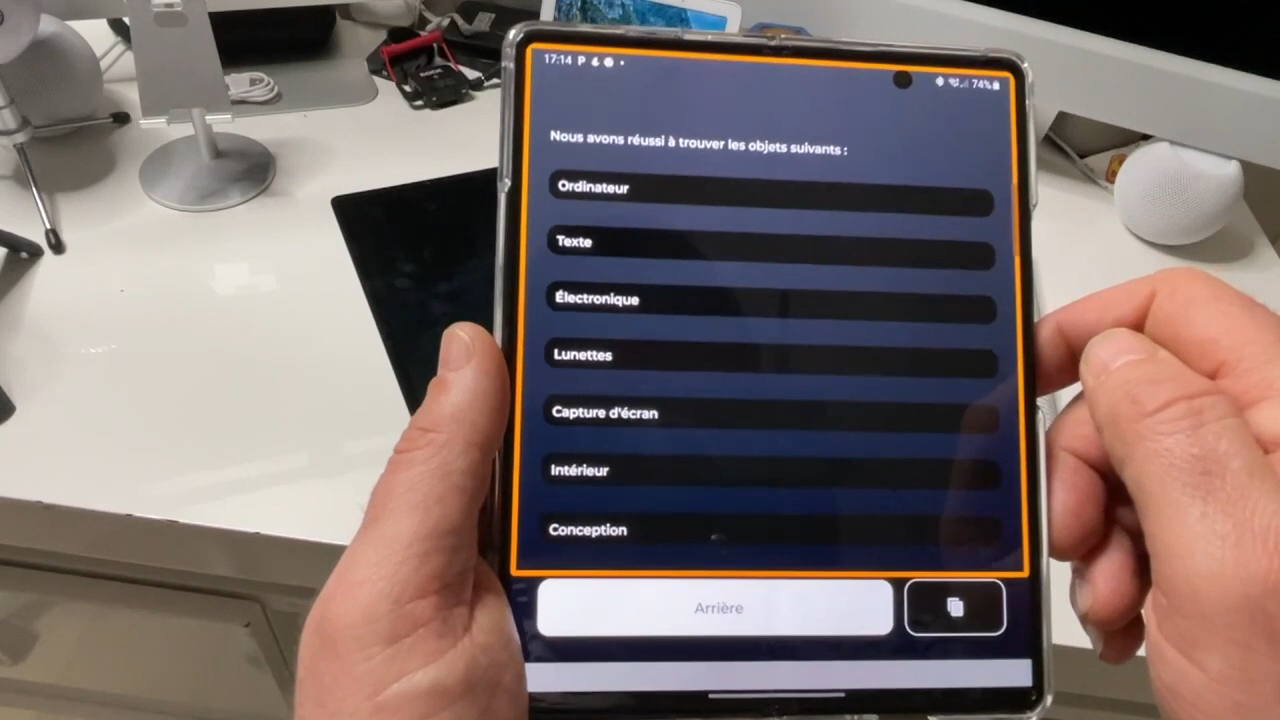 17:14 P
74%
Nous avons réussi à trouver les objets suivants :
Ordinateur
Texte
Électronique
Lunettes
Capture d'écran
Intérieur
Conception
Arrière